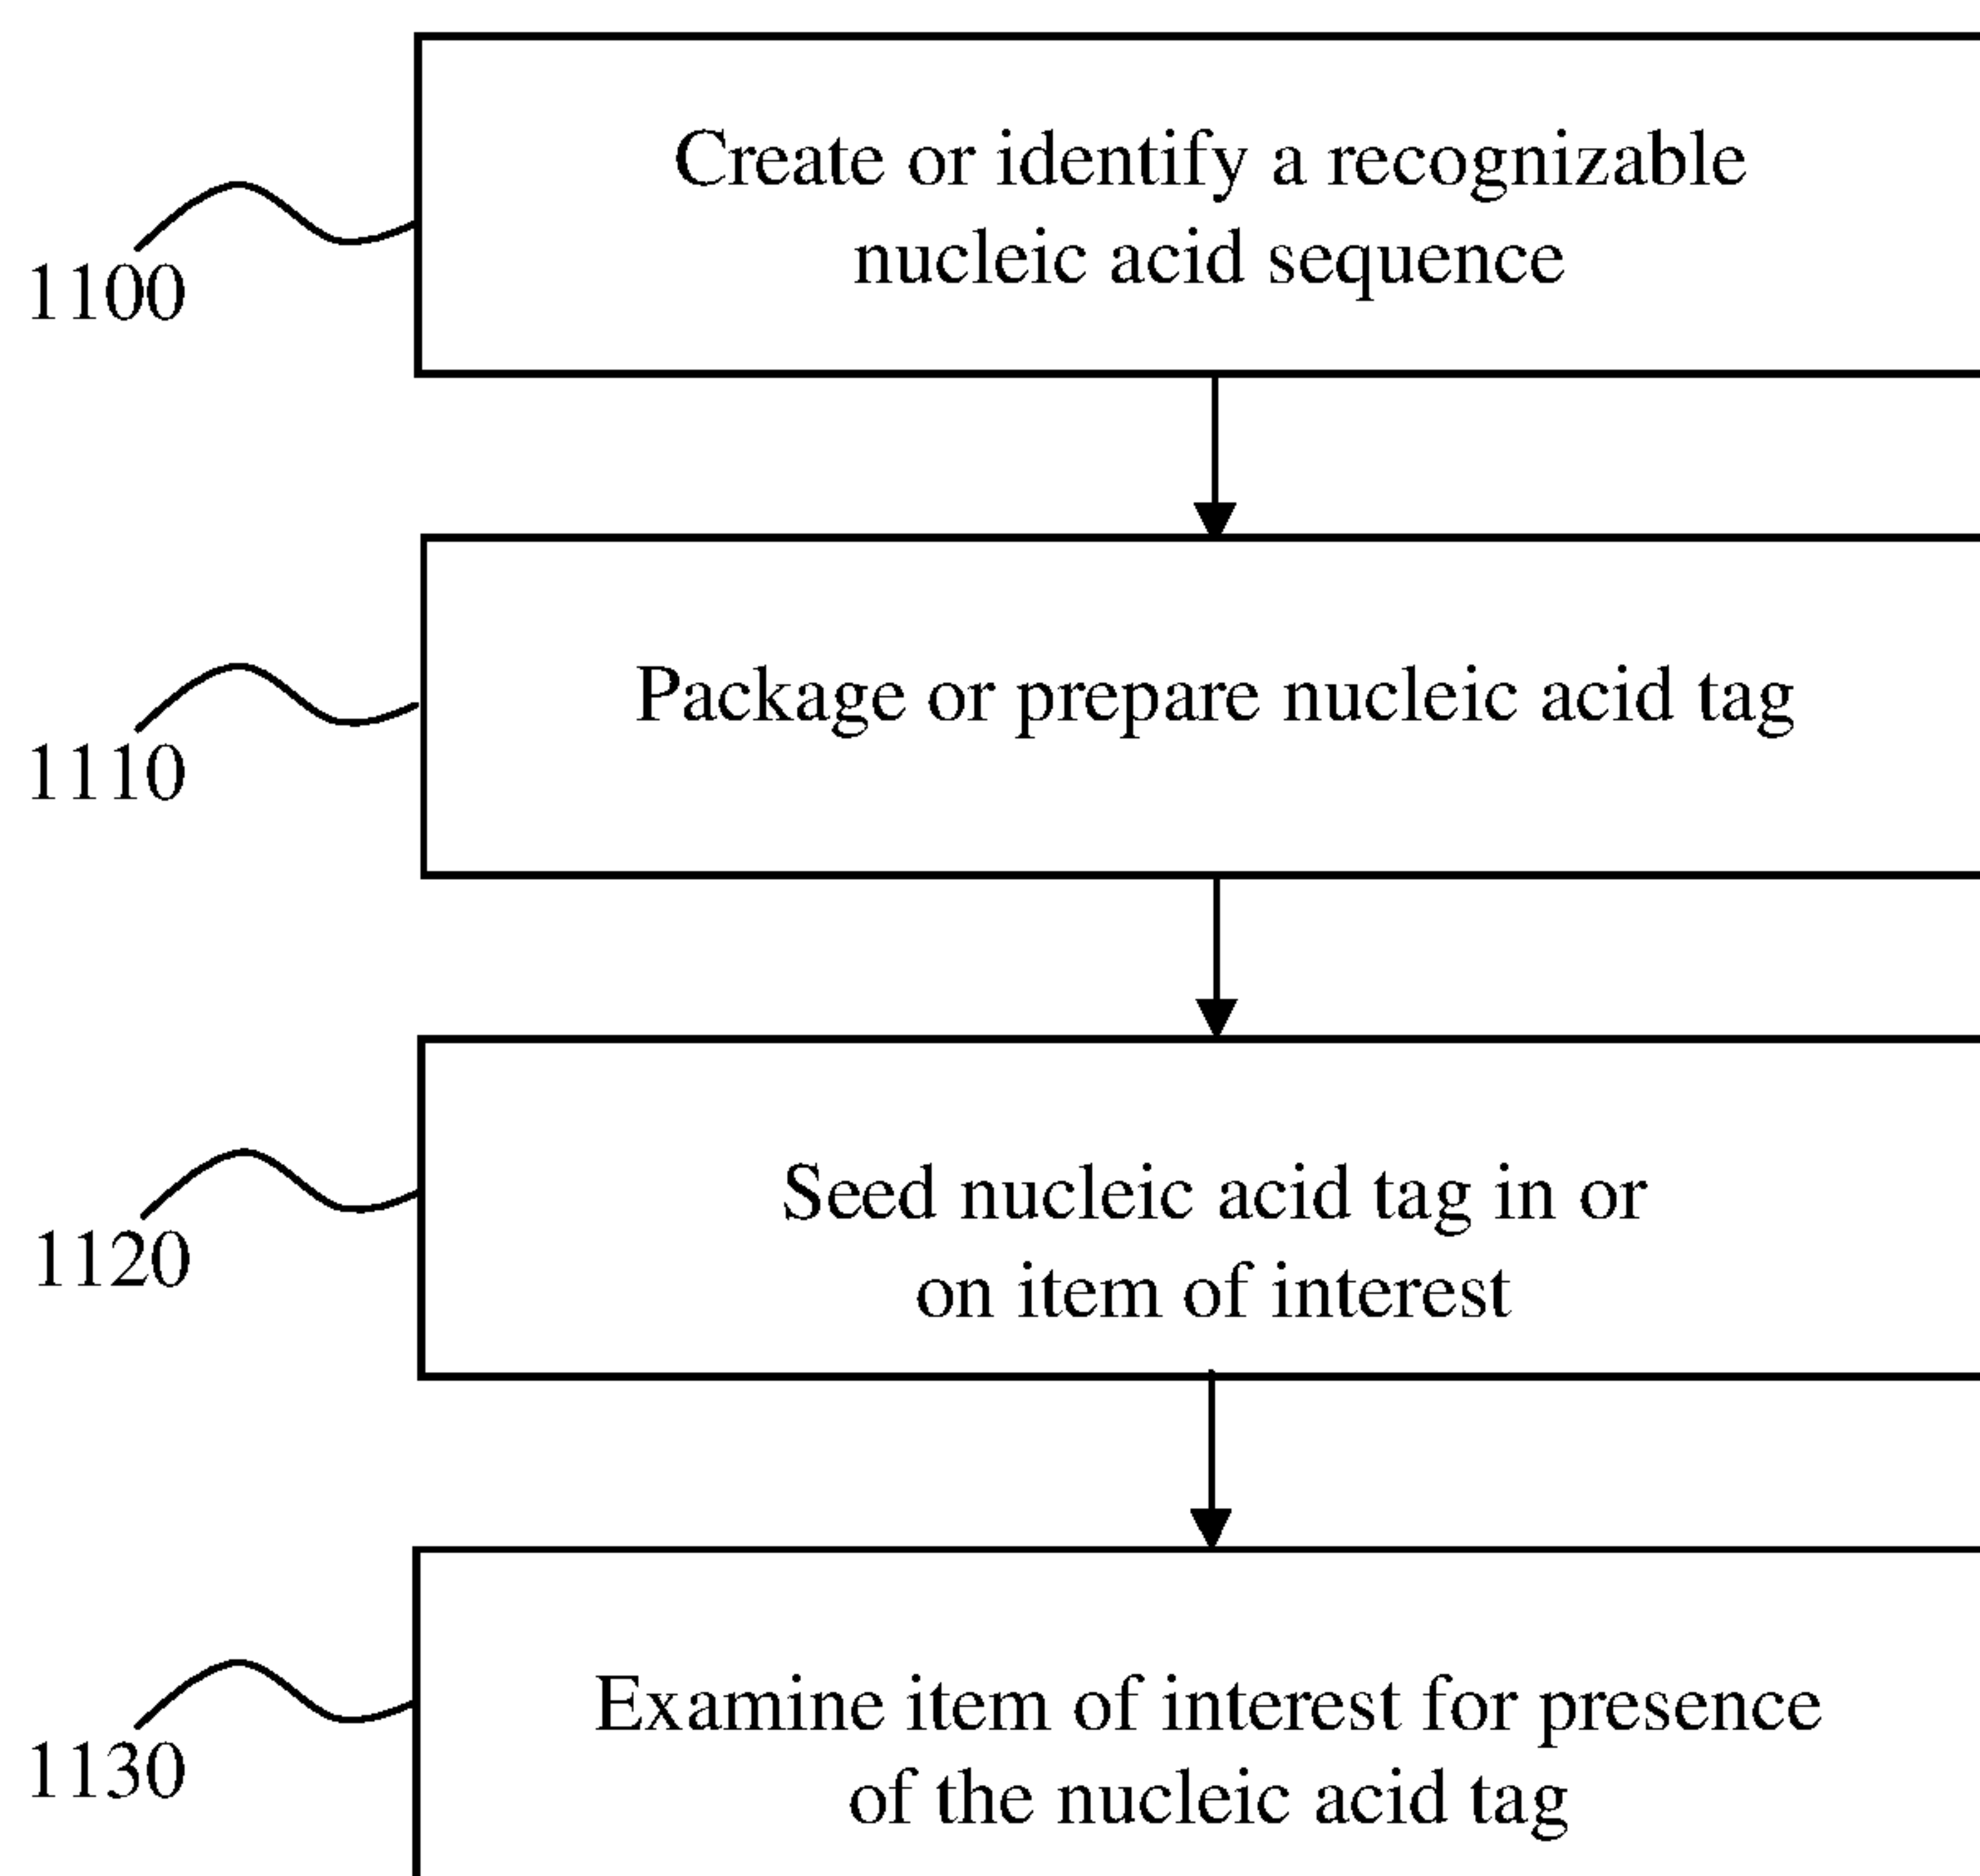 Create or identify a recognizable
nucleic acid sequence
1100
Package or prepare nucleic acid tag
1110
Seed nucleic acid tag in or
on item of interest
1120
Examine item of interest for presence
of the nucleic acid tag
1130